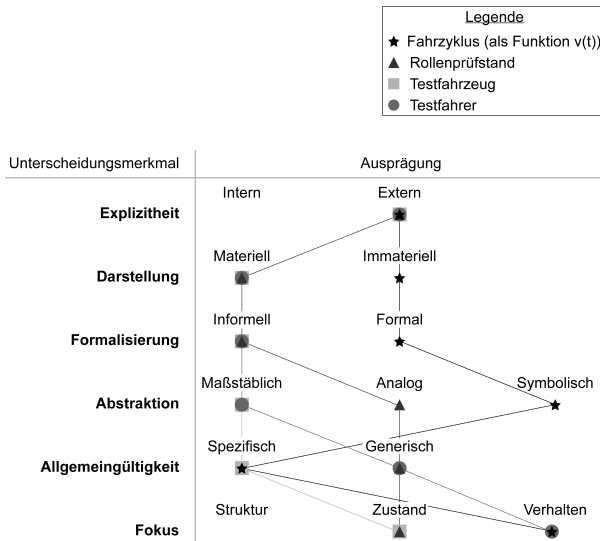 Legende
Fahrzyklus (als Funktion v(t))
Rollenprüfstand
Testfahrzeug
Testfahrer
Unterscheidungsmerkmal Ausprägung
Intern Extern
Explizitheit
Materiell Immateriell
Darstellung
Informell Formal
Formalisierung
Maßstäblich Analog Symbolisch
Abstraktion
Spezifisch Generisch
Allgemeingültigkeit
Struktur Zustand Verhalten
Fokus